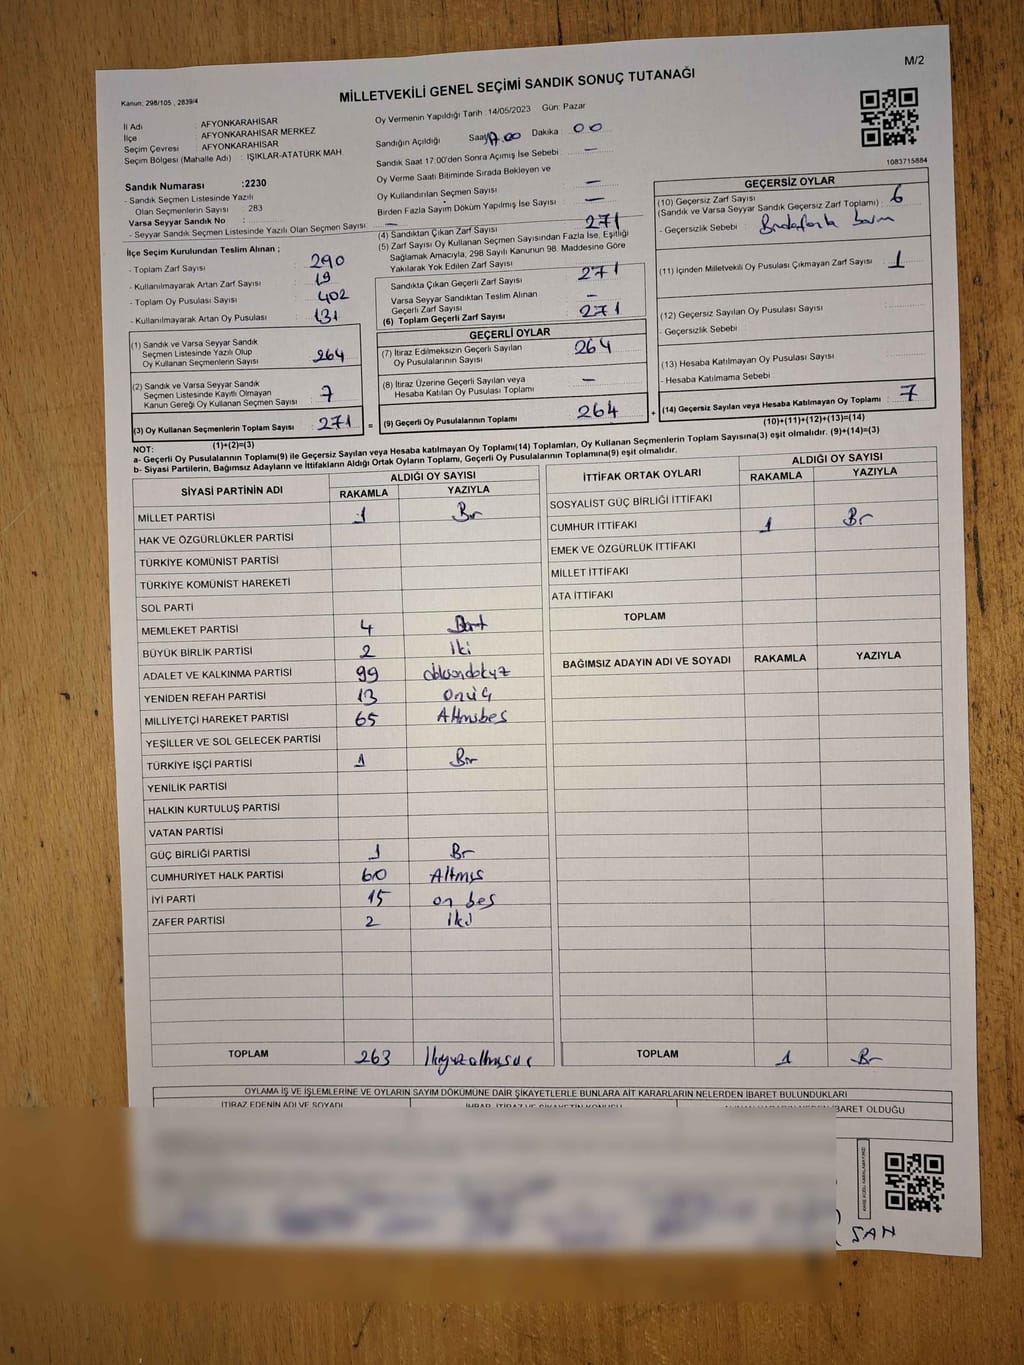 M/2
MİLLETVEKİLİ GENEL SEÇİMİ SANDIK SONUÇ TUTANAĞI
Kanun: 298/105 , 2839/4
İl Adı : AFYONKARAHİSAR
İlçe : AFYONKARAHİSAR MERKEZ
Seçim Çevresi : AFYONKARAHİSAR
Seçim Bölgesi (Mahalle Adı) : IŞIKLAR-ATATÜRK MAH.
Sandık Numarası :2230
- Sandık Seçmen Listesinde Yazılı
Olan Seçmenlerin Sayısı : 283
Varsa Seyyar Sandık No :
- Seyyar Sandık Seçmen Listesinde Yazılı Olan Seçmen Sayısı: —
Oy Vermenin Yapıldığı Tarih : 14/05/2023 Gün: Pazar
Sandığın Açıldığı Saat 17.00 Dakika : 00
Sandık Saat 17:00'den Sonra Açımış İse Sebebi : —
Oy Verme Saati Bitiminde Sırada Bekleyen ve
Oy Kullandırılan Seçmen Sayısı : —
Birden Fazla Sayım Döküm Yapılmış İse Sayısı : —
1083715884
İlçe Seçim Kurulundan Teslim Alınan ;
- Toplam Zarf Sayısı : 290
- Kullanılmayarak Artan Zarf Sayısı : 19
- Toplam Oy Pusulası Sayısı : 402
- Kullanılmayarak Artan Oy Pusulası : 131
(1) Sandık ve Varsa Seyyar Sandık
Seçmen Listesinde Yazılı Olup
Oy Kullanan Seçmenlerin Sayısı : 264
(2) Sandık ve Varsa Seyyar Sandık
Seçmen Listesinde Kayıtlı Olmayan
Kanun Gereği Oy Kullanan Seçmen Sayısı : 7
(3) Oy Kullanan Seçmenlerin Toplam Sayısı : 271
(1)+(2)=(3)
(4) Sandıktan Çıkan Zarf Sayısı : 271
(5) Zarf Sayısı Oy Kullanan Seçmen Sayısından Fazla İse, Eşitliği
Sağlamak Amacıyla, 298 Sayılı Kanunun 98. Maddesine Göre
Yakılarak Yok Edilen Zarf Sayısı :
Sandıkta Çıkan Geçerli Zarf Sayısı : 271
Varsa Seyyar Sandıktan Teslim Alınan
Geçerli Zarf Sayısı : —
(6) Toplam Geçerli Zarf Sayısı : 271
GEÇERLİ OYLAR
(7) İtiraz Edilmeksizin Geçerli Sayılan
Oy Pusulalarının Sayısı : 264
(8) İtiraz Üzerine Geçerli Sayılan veya
Hesaba Katılan Oy Pusulası Toplamı : —
= (9) Geçerli Oy Pusulalarının Toplamı : 264
GEÇERSİZ OYLAR
(10) Geçersiz Zarf Sayısı
(Sandık ve Varsa Seyyar Sandık Geçersiz Zarf Toplamı) : 6
- Geçersizlik Sebebi :
(11) İçinden Milletvekili Oy Pusulası Çıkmayan Zarf Sayısı : 1
(12) Geçersiz Sayılan Oy Pusulası Sayısı :
- Geçersizlik Sebebi :
(13) Hesaba Katılmayan Oy Pusulası Sayısı :
- Hesaba Katılmama Sebebi :
+ (14) Geçersiz Sayılan veya Hesaba Katılmayan Oy Toplamı : 7
(10)+(11)+(12)+(13)=(14)
NOT:
a- Geçerli Oy Pusulalarının Toplamı(9) ile Geçersiz Sayılan veya Hesaba katılmayan Oy Toplamı(14) Toplamları, Oy Kullanan Seçmenlerin Toplam Sayısına(3) eşit olmalıdır. (9)+(14)=(3)
b- Siyasi Partilerin, Bağımsız Adayların ve İttifakların Aldığı Ortak Oyların Toplamı, Geçerli Oy Pusulalarının Toplamına(9) eşit olmalıdır.
SİYASİ PARTİNİN ADI ALDIĞI OY SAYISI
RAKAMLA YAZIYLA
MİLLET PARTİSİ 1 Bir
HAK VE ÖZGÜRLÜKLER PARTİSİ
TÜRKİYE KOMÜNİST PARTİSİ
TÜRKİYE KOMÜNİST HAREKETİ
SOL PARTİ
MEMLEKET PARTİSİ 4 Dört
BÜYÜK BİRLİK PARTİSİ 2 İki
ADALET VE KALKINMA PARTİSİ 99 doksandokuz
YENİDEN REFAH PARTİSİ 13 onüç
MİLLİYETÇİ HAREKET PARTİSİ 65 Altmışbeş
YEŞİLLER VE SOL GELECEK PARTİSİ
TÜRKİYE İŞÇİ PARTİSİ 1 Bir
YENİLİK PARTİSİ
HALKIN KURTULUŞ PARTİSİ
VATAN PARTİSİ
GÜÇ BİRLİĞİ PARTİSİ 1 Bir
CUMHURİYET HALK PARTİSİ 60 Altmış
İYİ PARTİ 15 on beş
ZAFER PARTİSİ 2 iki
TOPLAM 263 İkiyüzaltmışüç
İTTİFAK ORTAK OYLARI ALDIĞI OY SAYISI
RAKAMLA YAZIYLA
SOSYALİST GÜÇ BİRLİĞİ İTTİFAKI
CUMHUR İTTİFAKI 1 Bir
EMEK VE ÖZGÜRLÜK İTTİFAKI
MİLLET İTTİFAKI
ATA İTTİFAKI
TOPLAM
BAĞIMSIZ ADAYIN ADI VE SOYADI RAKAMLA YAZIYLA
TOPLAM 1 Bir
OYLAMA İŞ VE İŞLEMLERİNE VE OYLARIN SAYIM DÖKÜMÜNE DAİR ŞİKAYETLERLE BUNLARA AİT KARARLARIN NELERDEN İBARET BULUNDUKLARI
İTİRAZ EDENİN ADI VE SOYADI
İBARET OLDUĞU
ŞAN